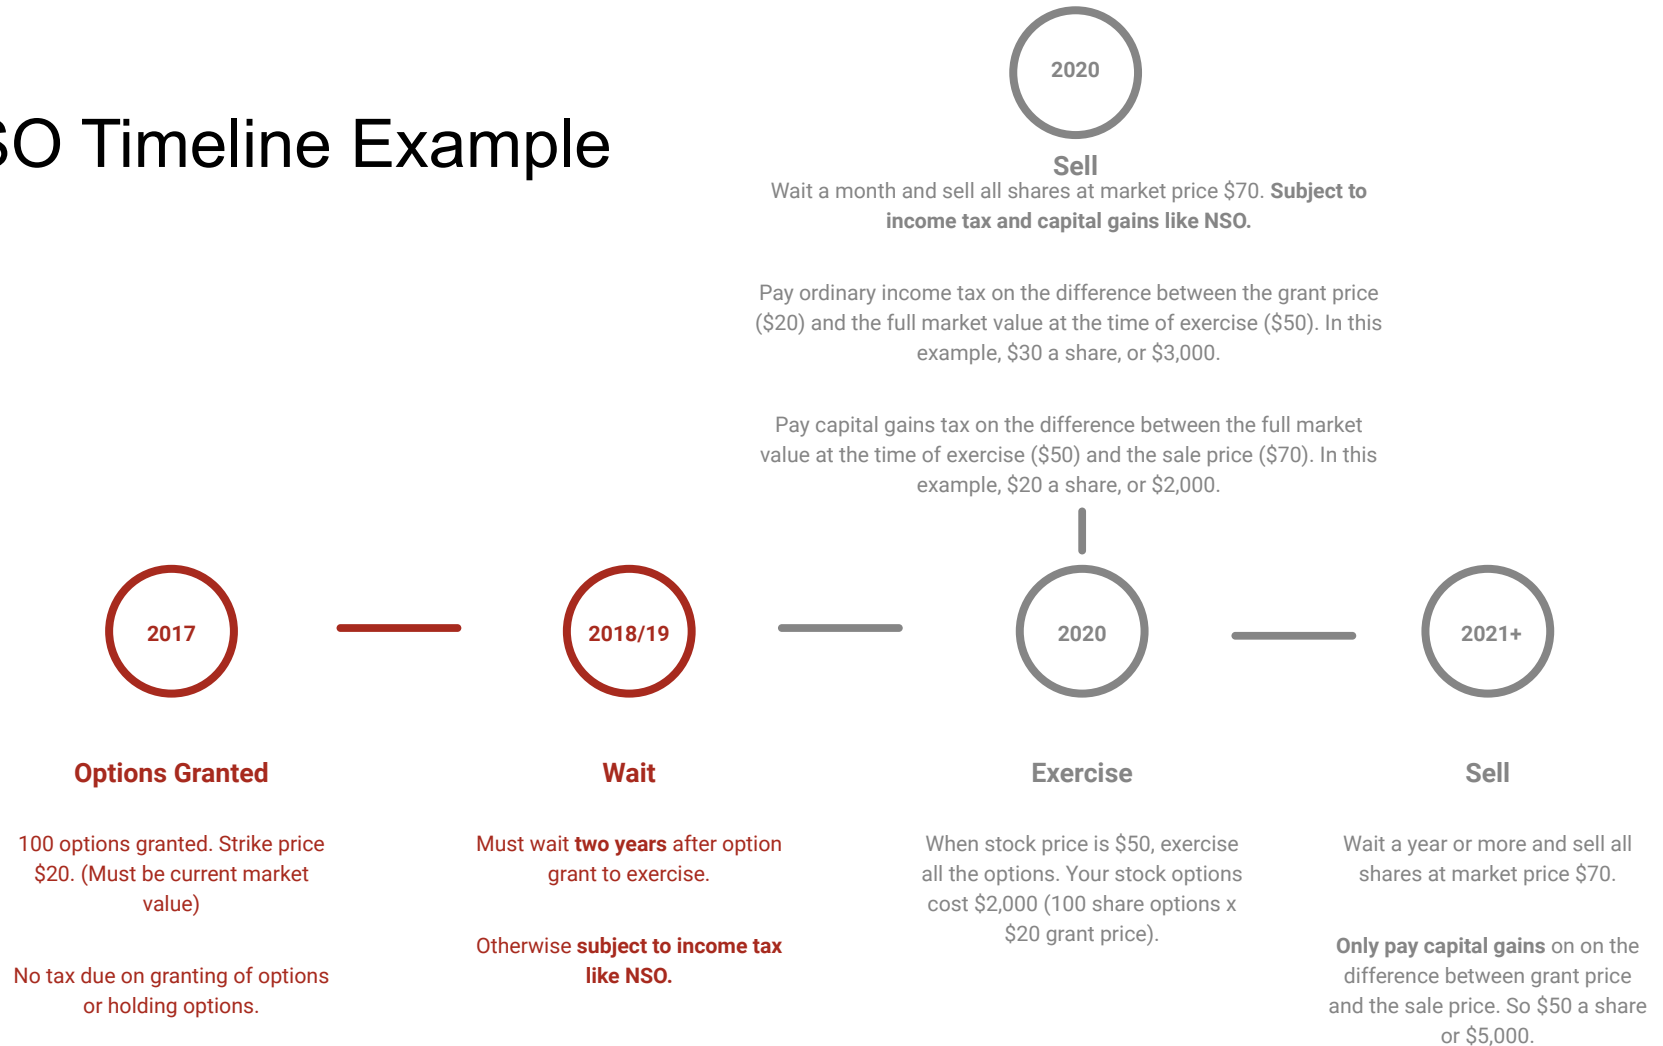 SO Timeline Example
2020
Sell
Wait a month and sell all shares at market price $70. Subject to
income tax and capital gains like NSO.
Pay ordinary income tax on the difference between the grant price
($20) and the full market value at the time of exercise ($50). In this
example, $30 a share, or $3,000.
Pay capital gains tax on the difference between the full market
value at the time of exercise ($50) and the sale price ($70). In this
example, $20 a share, or $2,000.
2017
Options Granted
100 options granted. Strike price
$20. (Must be current market
value)
No tax due on granting of options
or holding options.
2018/19
Wait
Must wait two years after option
grant to exercise.
Otherwise subject to income tax
like NSO.
2020
Exercise
When stock price is $50, exercise
all the options. Your stock options
cost $2,000 (100 share options x
$20 grant price).
2021+
Sell
Wait a year or more and sell all
shares at market price $70.
Only pay capital gains on on the
difference between grant price
and the sale price. So $50 a share
or $5,000.